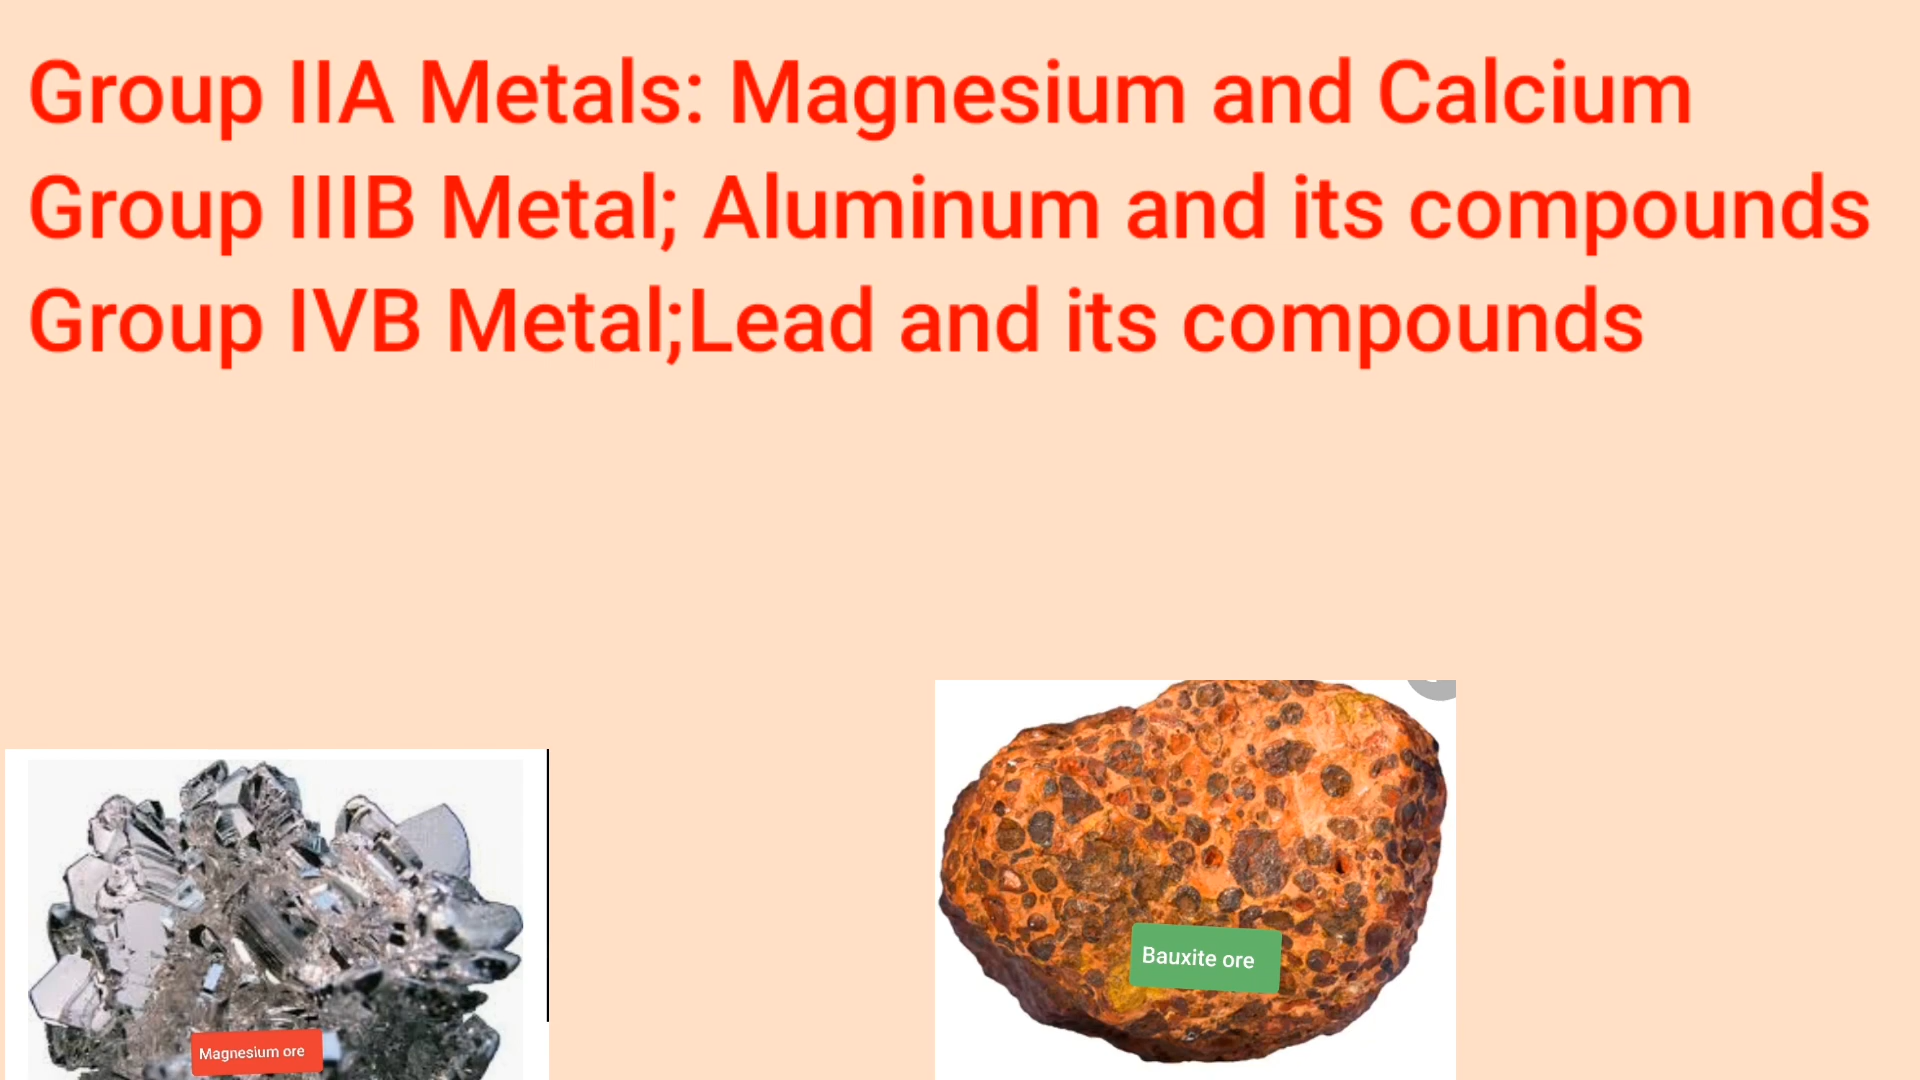 Group IIA Metals: Magnesium and Calcium
Group IIIB Metal; Aluminum and its compounds
Group IVB Metal;Lead and its compounds
Bauxite ore
Magnesium ore